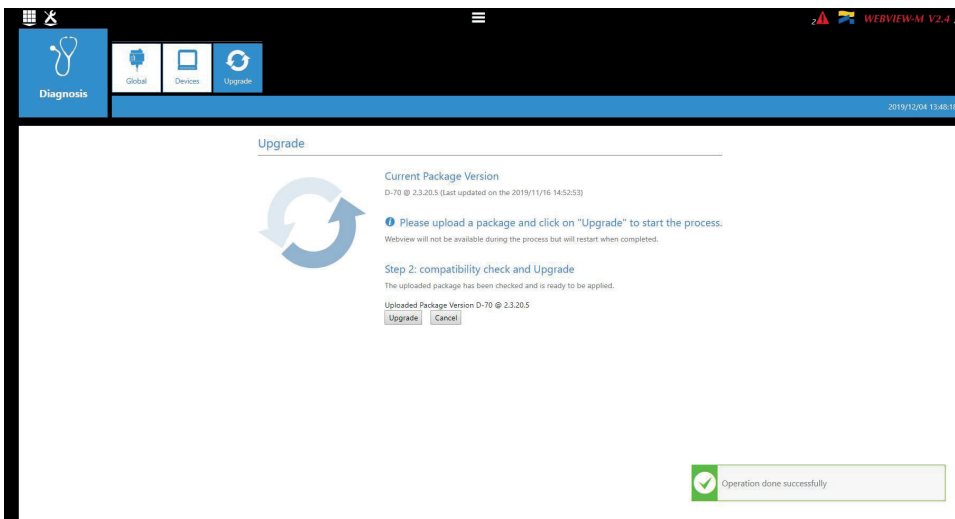 2
WEBVIEW-M V2.4
Diagnosis
Global
Devices
Upgrade
2019/12/04 13:48:18
Upgrade
Current Package Version
D-70 @ 2.3.20.5 (Last updated on the 2019/11/16 14:52:53)
Please upload a package and click on "Upgrade" to start the process.
Webview will not be available during the process but will restart when completed.
Step 2: compatibility check and Upgrade
The uploaded package has been checked and is ready to be applied.
Uploaded Package Version D-70 @ 2.3.20.5
Upgrade Cancel
Operation done successfully